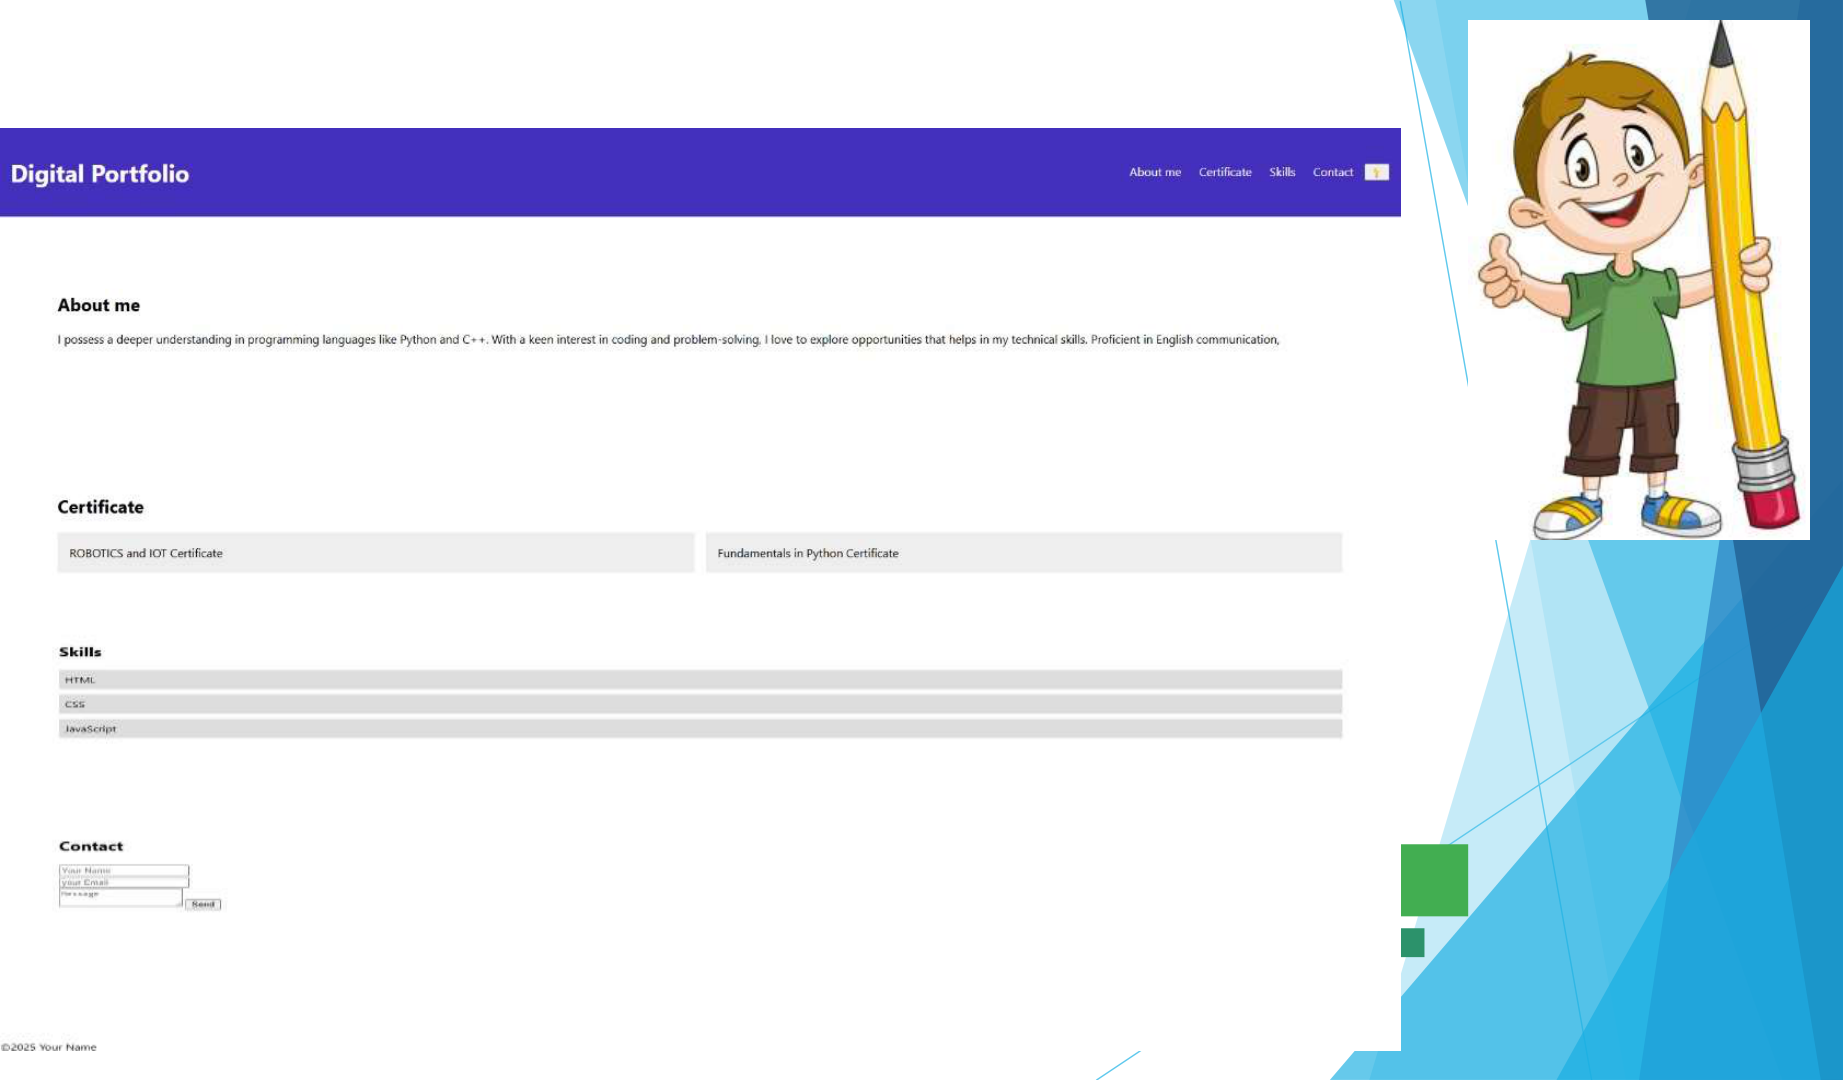 Digital Portfolio
About me Certificate Skills Contact
About me
I possess a deeper understanding in programming languages like Python and C++. With a keen interest in coding and problem-solving, I love to explore opportunities that helps in my technical skills. Proficient in English communication,
Certificate
ROBOTICS and IOT Certificate Fundamentals in Python Certificate
Skills
HTML
CSS
JavaScript
Contact
Your Name
your Email
Message
Send
©2025 Your Name